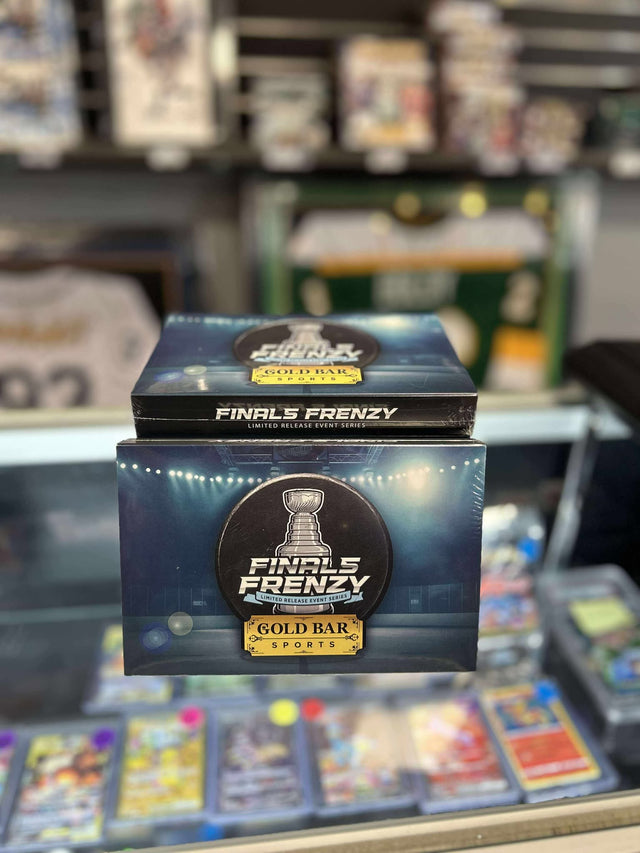 FINALS FRENZY
GOLD BAR
SPORTS
FINALS FRENZY
LIMITED RELEASE EVENT SERIES
FINALS
FRENZY
LIMITED RELEASE EVENT SERIES
GOLD BAR
SPORTS